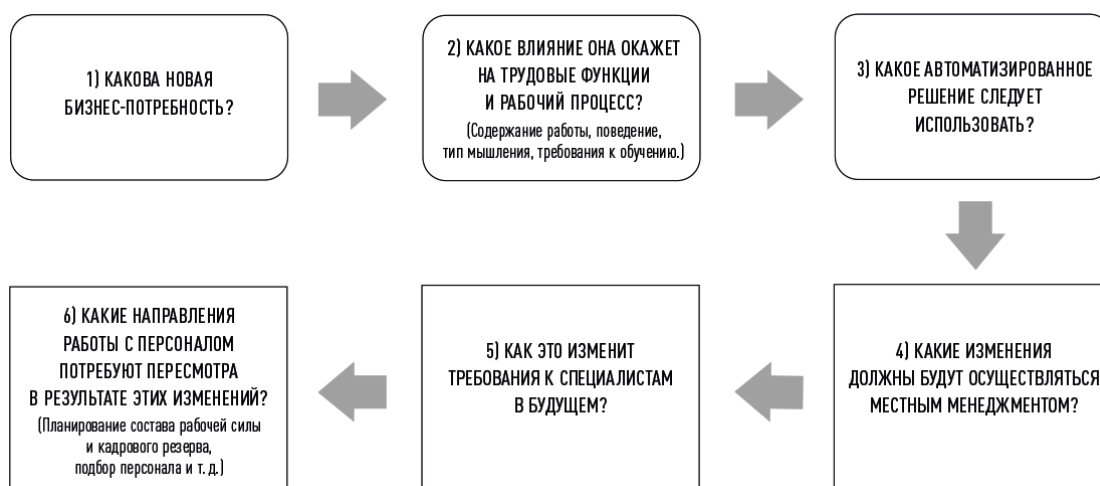 1) КАКОВА НОВАЯ
БИЗНЕС-ПОТРЕБНОСТЬ?
2) КАКОЕ ВЛИЯНИЕ ОНА ОКАЖЕТ
НА ТРУДОВЫЕ ФУНКЦИИ
И РАБОЧИЙ ПРОЦЕСС?
(Содержание работы, поведение,
тип мышления, требования к обучению.)
3) КАКОЕ АВТОМАТИЗИРОВАННОЕ
РЕШЕНИЕ СЛЕДУЕТ
ИСПОЛЬЗОВАТЬ?
4) КАКИЕ ИЗМЕНЕНИЯ
ДОЛЖНЫ БУДУТ ОСУЩЕСТВЛЯТЬСЯ
МЕСТНЫМ МЕНЕДЖМЕНТОМ?
5) КАК ЭТО ИЗМЕНИТ
ТРЕБОВАНИЯ К СПЕЦИАЛИСТАМ
В БУДУЩЕМ?
6) КАКИЕ НАПРАВЛЕНИЯ
РАБОТЫ С ПЕРСОНАЛОМ
ПОТРЕБУЮТ ПЕРЕСМОТРА
В РЕЗУЛЬТАТЕ ЭТИХ ИЗМЕНЕНИЙ?
(Планирование состава рабочей силы
и кадрового резерва,
подбор персонала и т. д.)